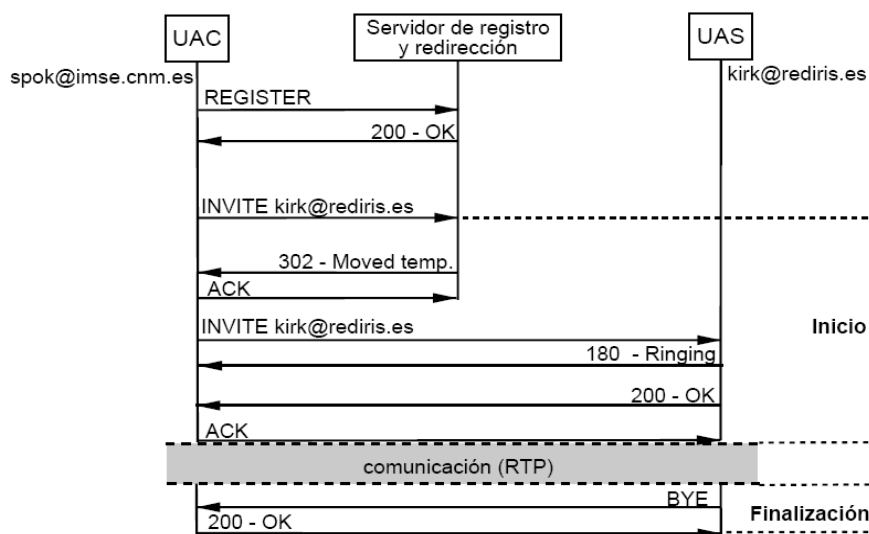 UAC
Servidor de registro
y redirección
UAS
spok@imse.cnm.es
kirk@rediris.es
REGISTER
200 - OK
INVITE kirk@rediris.es
302 - Moved temp.
ACK
INVITE kirk@rediris.es
Inicio
180 - Ringing
200 - OK
ACK
comunicación (RTP)
BYE
Finalización
200 - OK